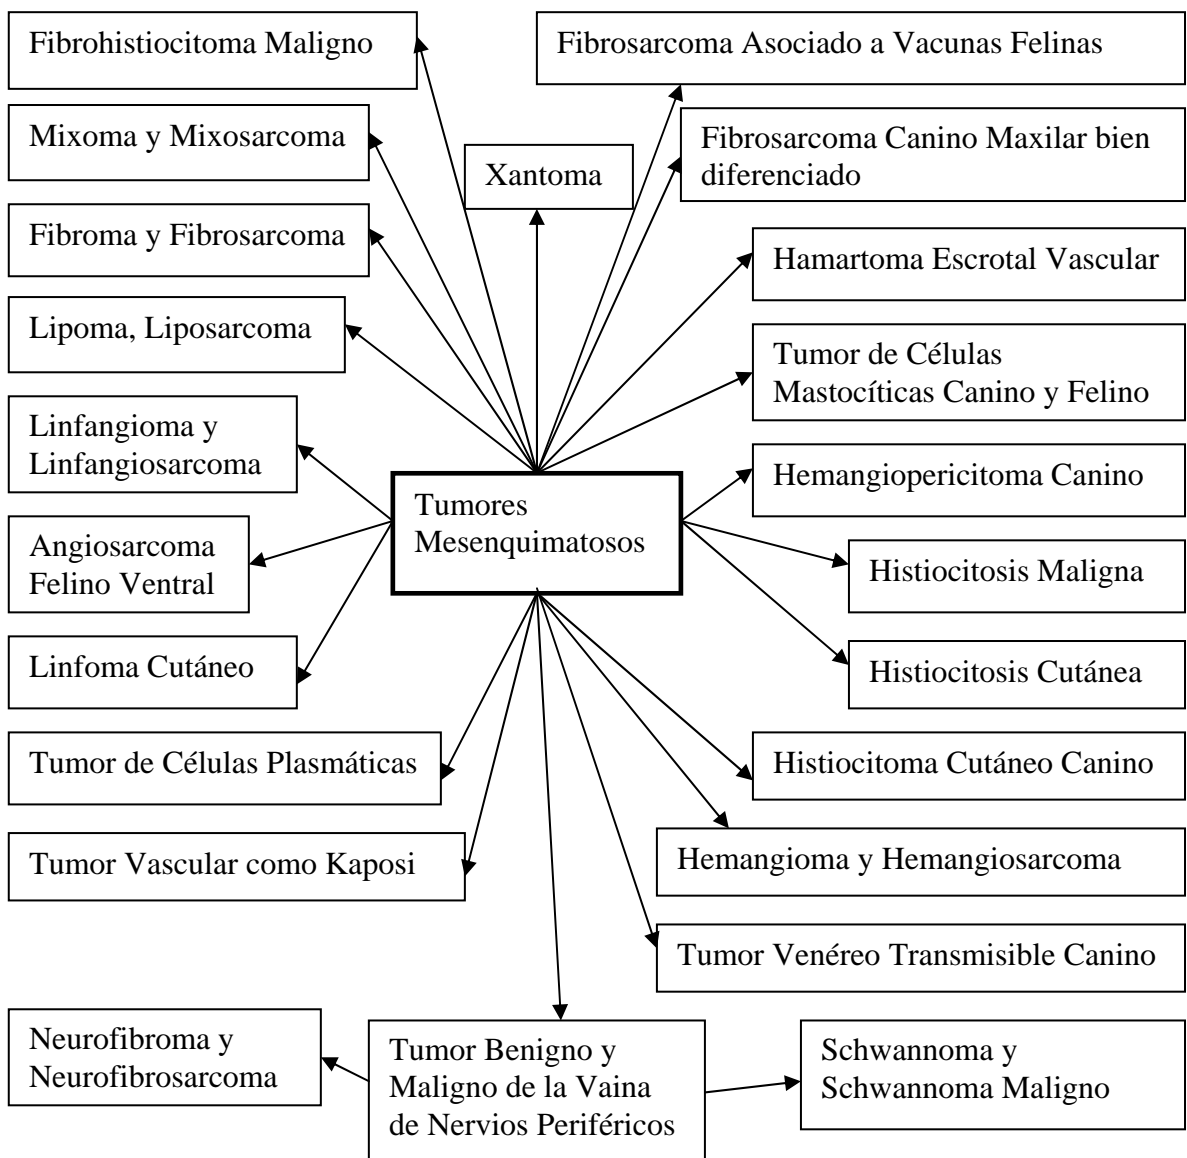 Fibrohistiocitoma Maligno
Fibrosarcoma Asociado a Vacunas Felinas
Mixoma y Mixosarcoma
Xantoma
Fibrosarcoma Canino Maxilar bien
diferenciado
Fibroma y Fibrosarcoma
Hamartoma Escrotal Vascular
Lipoma, Liposarcoma
Tumor de Células
Mastocíticas Canino y Felino
Linfangioma y
Linfangiosarcoma
Hemangiopericitoma Canino
Tumores
Mesenquimatosos
Angiosarcoma
Felino Ventral
Histiocitosis Maligna
Linfoma Cutáneo
Histiocitosis Cutánea
Tumor de Células Plasmáticas
Histiocitoma Cutáneo Canino
Tumor Vascular como Kaposi
Hemangioma y Hemangiosarcoma
Tumor Venéreo Transmisible Canino
Neurofibroma y
Neurofibrosarcoma
Tumor Benigno y
Maligno de la Vaina
de Nervios Periféricos
Schwannoma y
Schwannoma Maligno